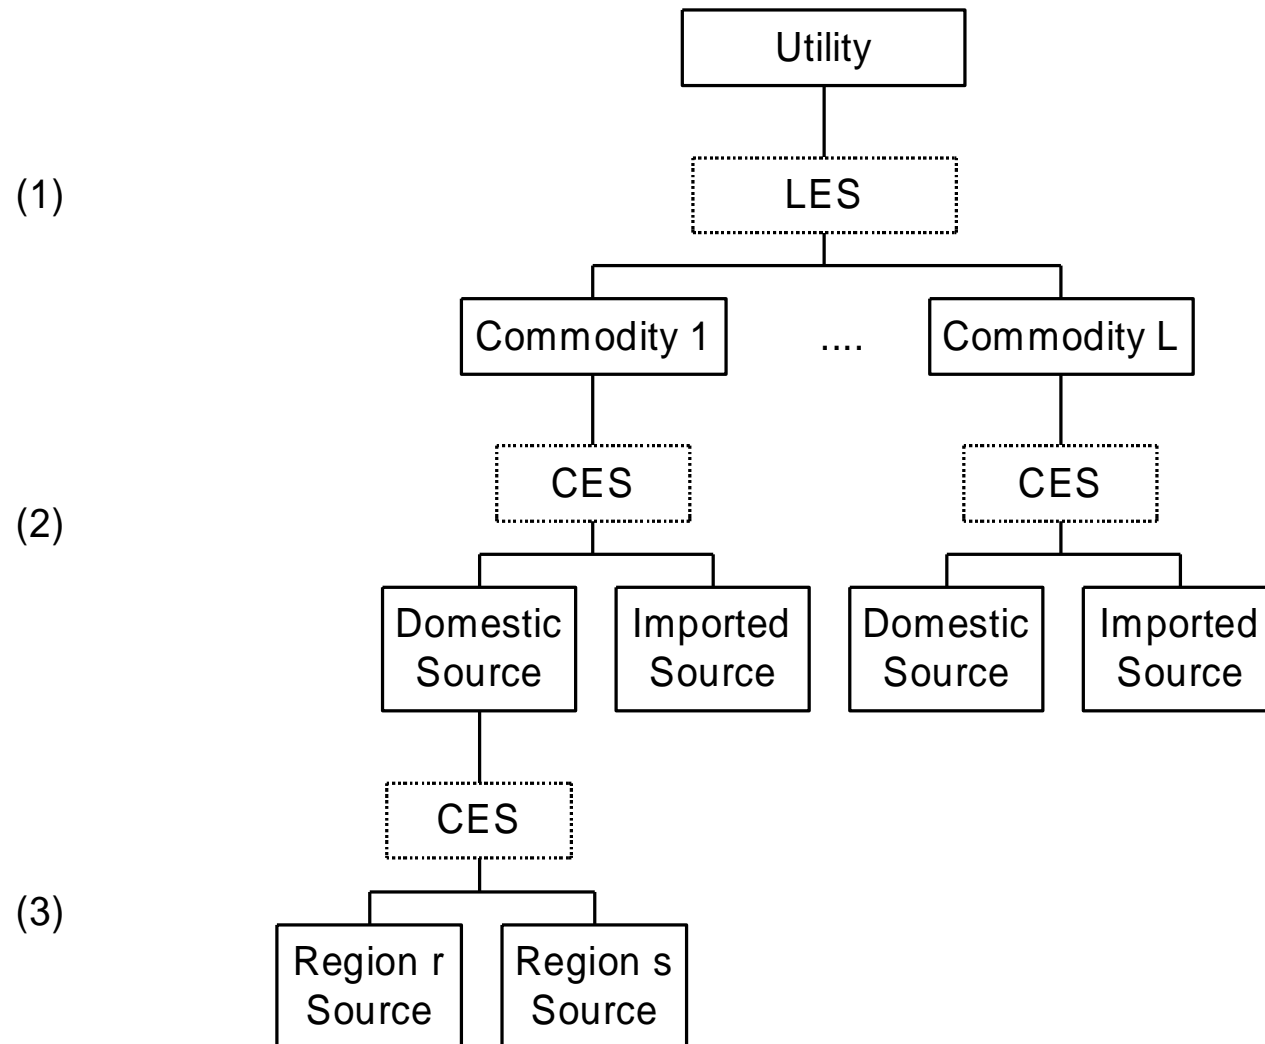 Utility
(1)
LES
Commodity 1
....
Commodity L
CES
CES
(2)
Domestic
Source
Imported
Source
Domestic
Source
Imported
Source
CES
(3)
Region r
Source
Region s
Source